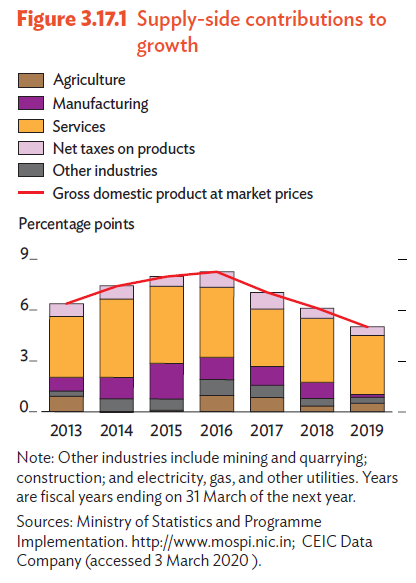 Figure 3.17.1 Supply-side contributions to
growth
Agriculture
Manufacturing
Services
Net taxes on products
Other industries
Gross domestic product at market prices
Percentage points
9
6
3
0
2013 2014 2015 2016 2017 2018 2019
Note: Other industries include mining and quarrying;
construction; and electricity, gas, and other utilities. Years
are fiscal years ending on 31 March of the next year.
Sources: Ministry of Statistics and Programme
Implementation. http://www.mospi.nic.in; CEIC Data
Company (accessed 3 March 2020 ).